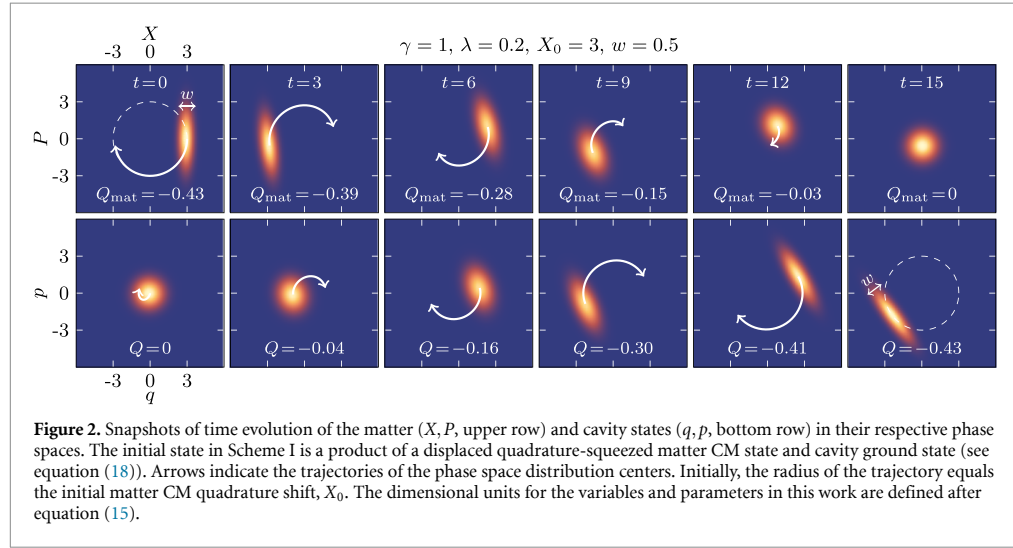 X
-3 0 3
γ = 1, λ = 0.2, X₀ = 3, w = 0.5
t=0 t=3 t=6 t=9 t=12 t=15
w
3
P 0
-3
Q_mat=−0.43 Q_mat=−0.39 Q_mat=−0.28 Q_mat=−0.15 Q_mat=−0.03 Q_mat=0
3
w
p 0
-3
Q=0 Q=−0.04 Q=−0.16 Q=−0.30 Q=−0.41 Q=−0.43
-3 0 3
q
Figure 2. Snapshots of time evolution of the matter (X, P, upper row) and cavity states (q, p, bottom row) in their respective phase
spaces. The initial state in Scheme I is a product of a displaced quadrature-squeezed matter CM state and cavity ground state (see
equation (18)). Arrows indicate the trajectories of the phase space distribution centers. Initially, the radius of the trajectory equals
the initial matter CM quadrature shift, X₀. The dimensional units for the variables and parameters in this work are defined after
equation (15).